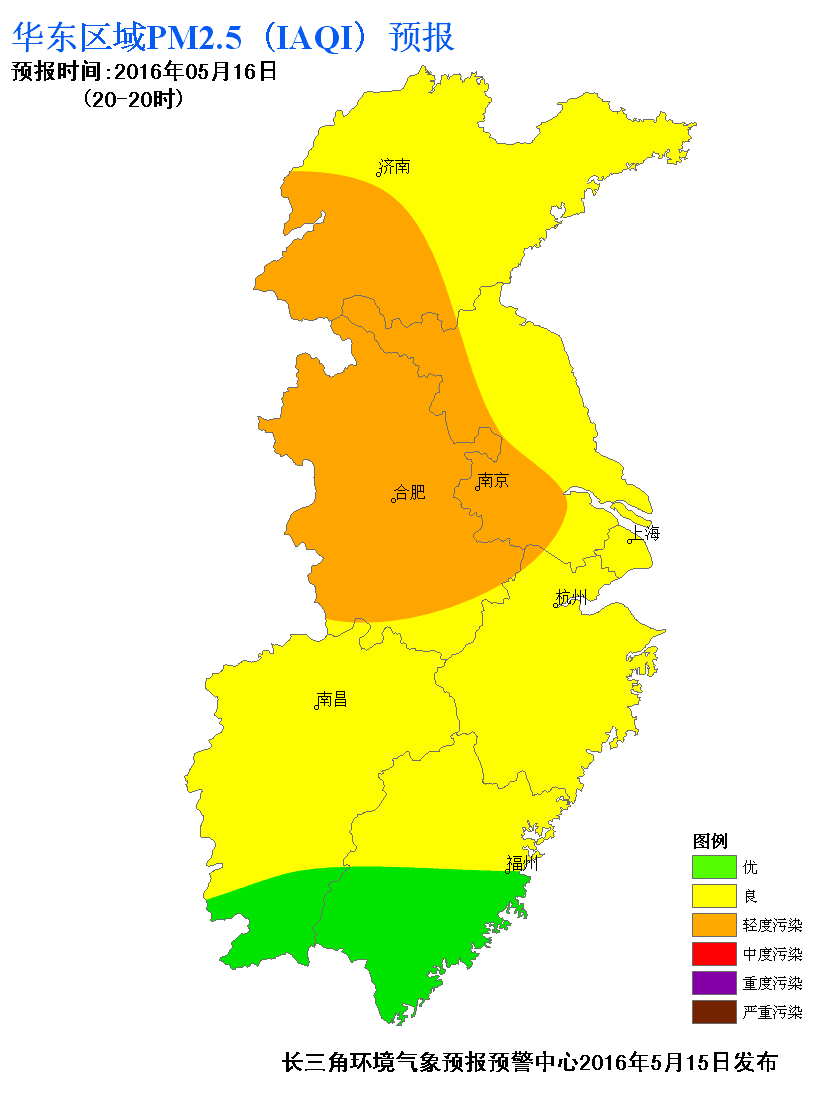 华东区域PM2.5（IAQI）预报
预报时间:2016年05月16日
(20-20时)
济南
合肥
南京
上海
杭州
南昌
福州
图例
优
良
轻度污染
中度污染
重度污染
严重污染
长三角环境气象预报预警中心2016年5月15日发布